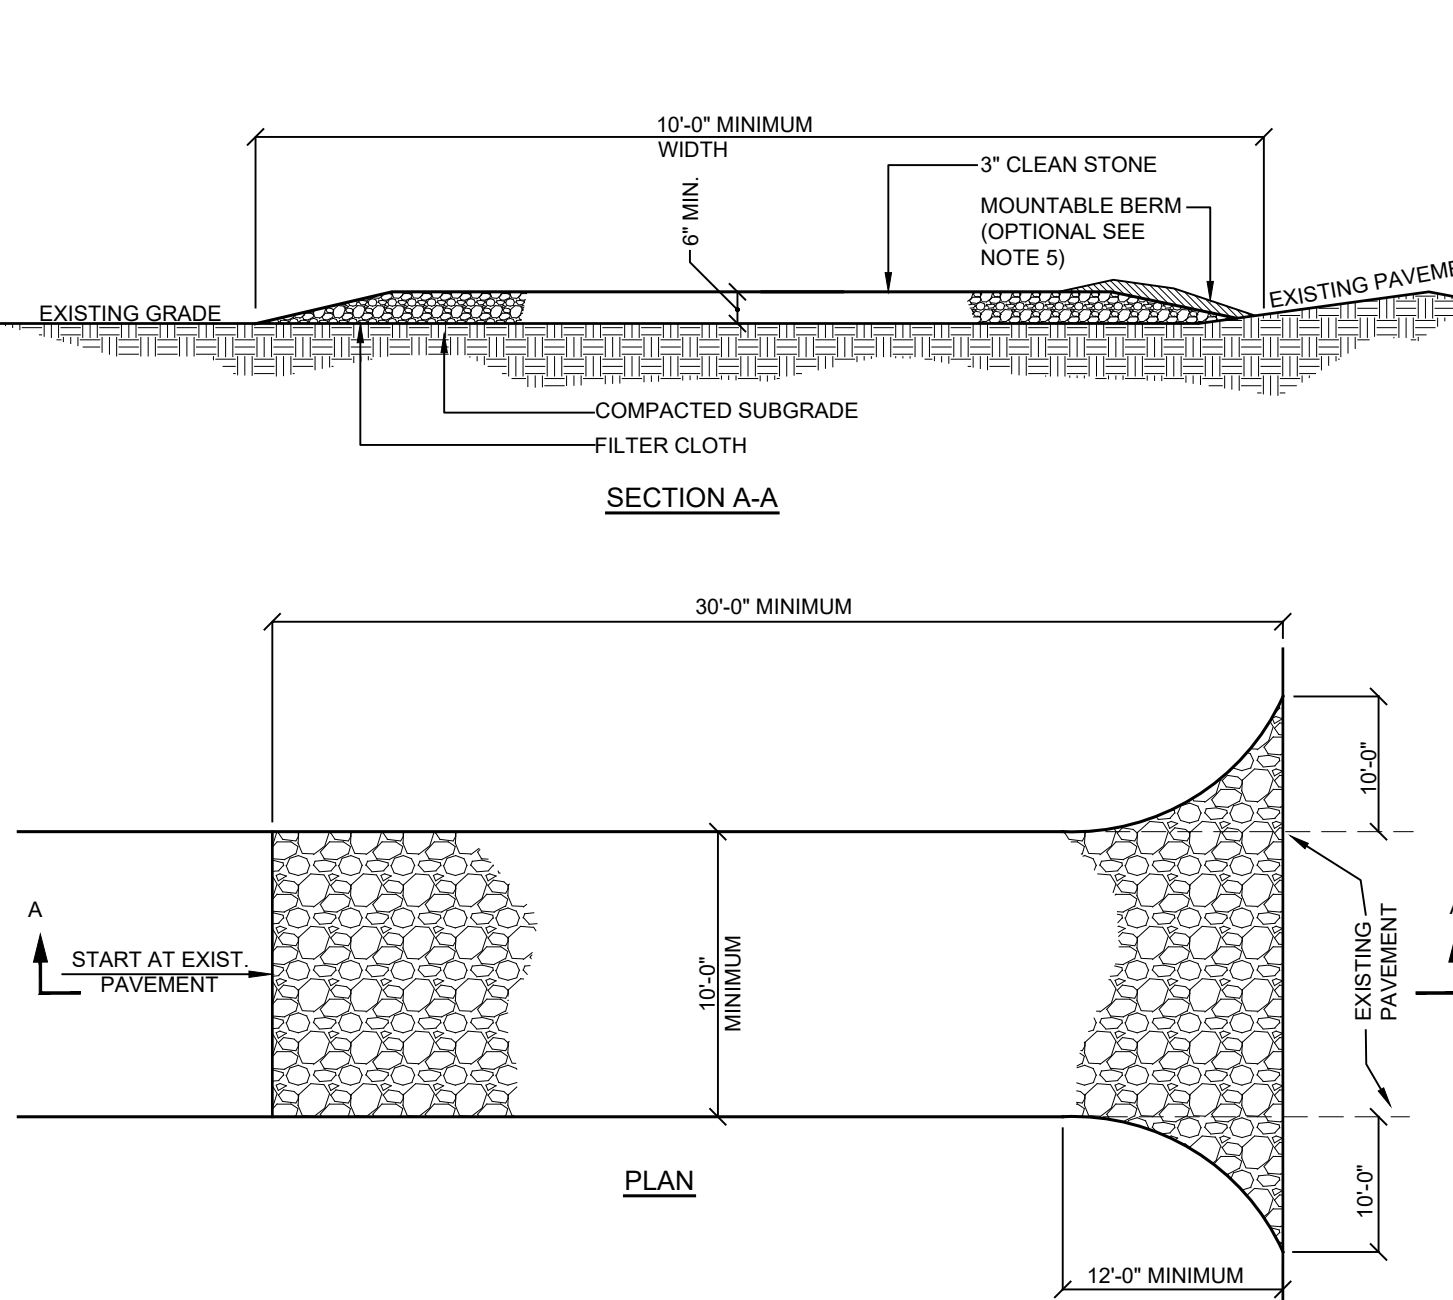 10'-0" MINIMUM
WIDTH
6" MIN.
3" CLEAN STONE
MOUNTABLE BERM
(OPTIONAL SEE
NOTE 5)
EXISTING GRADE
EXISTING
COMPACTED SUBGRADE
FILTER CLOTH
SECTION A-A
30'-0" MINIMUM
10'-0"
A
START AT EXIST.
PAVEMENT
10'-0"
MINIMUM
EXISTING
PAVEMENT
PLAN
10'-0"
12'-0" MINIMUM